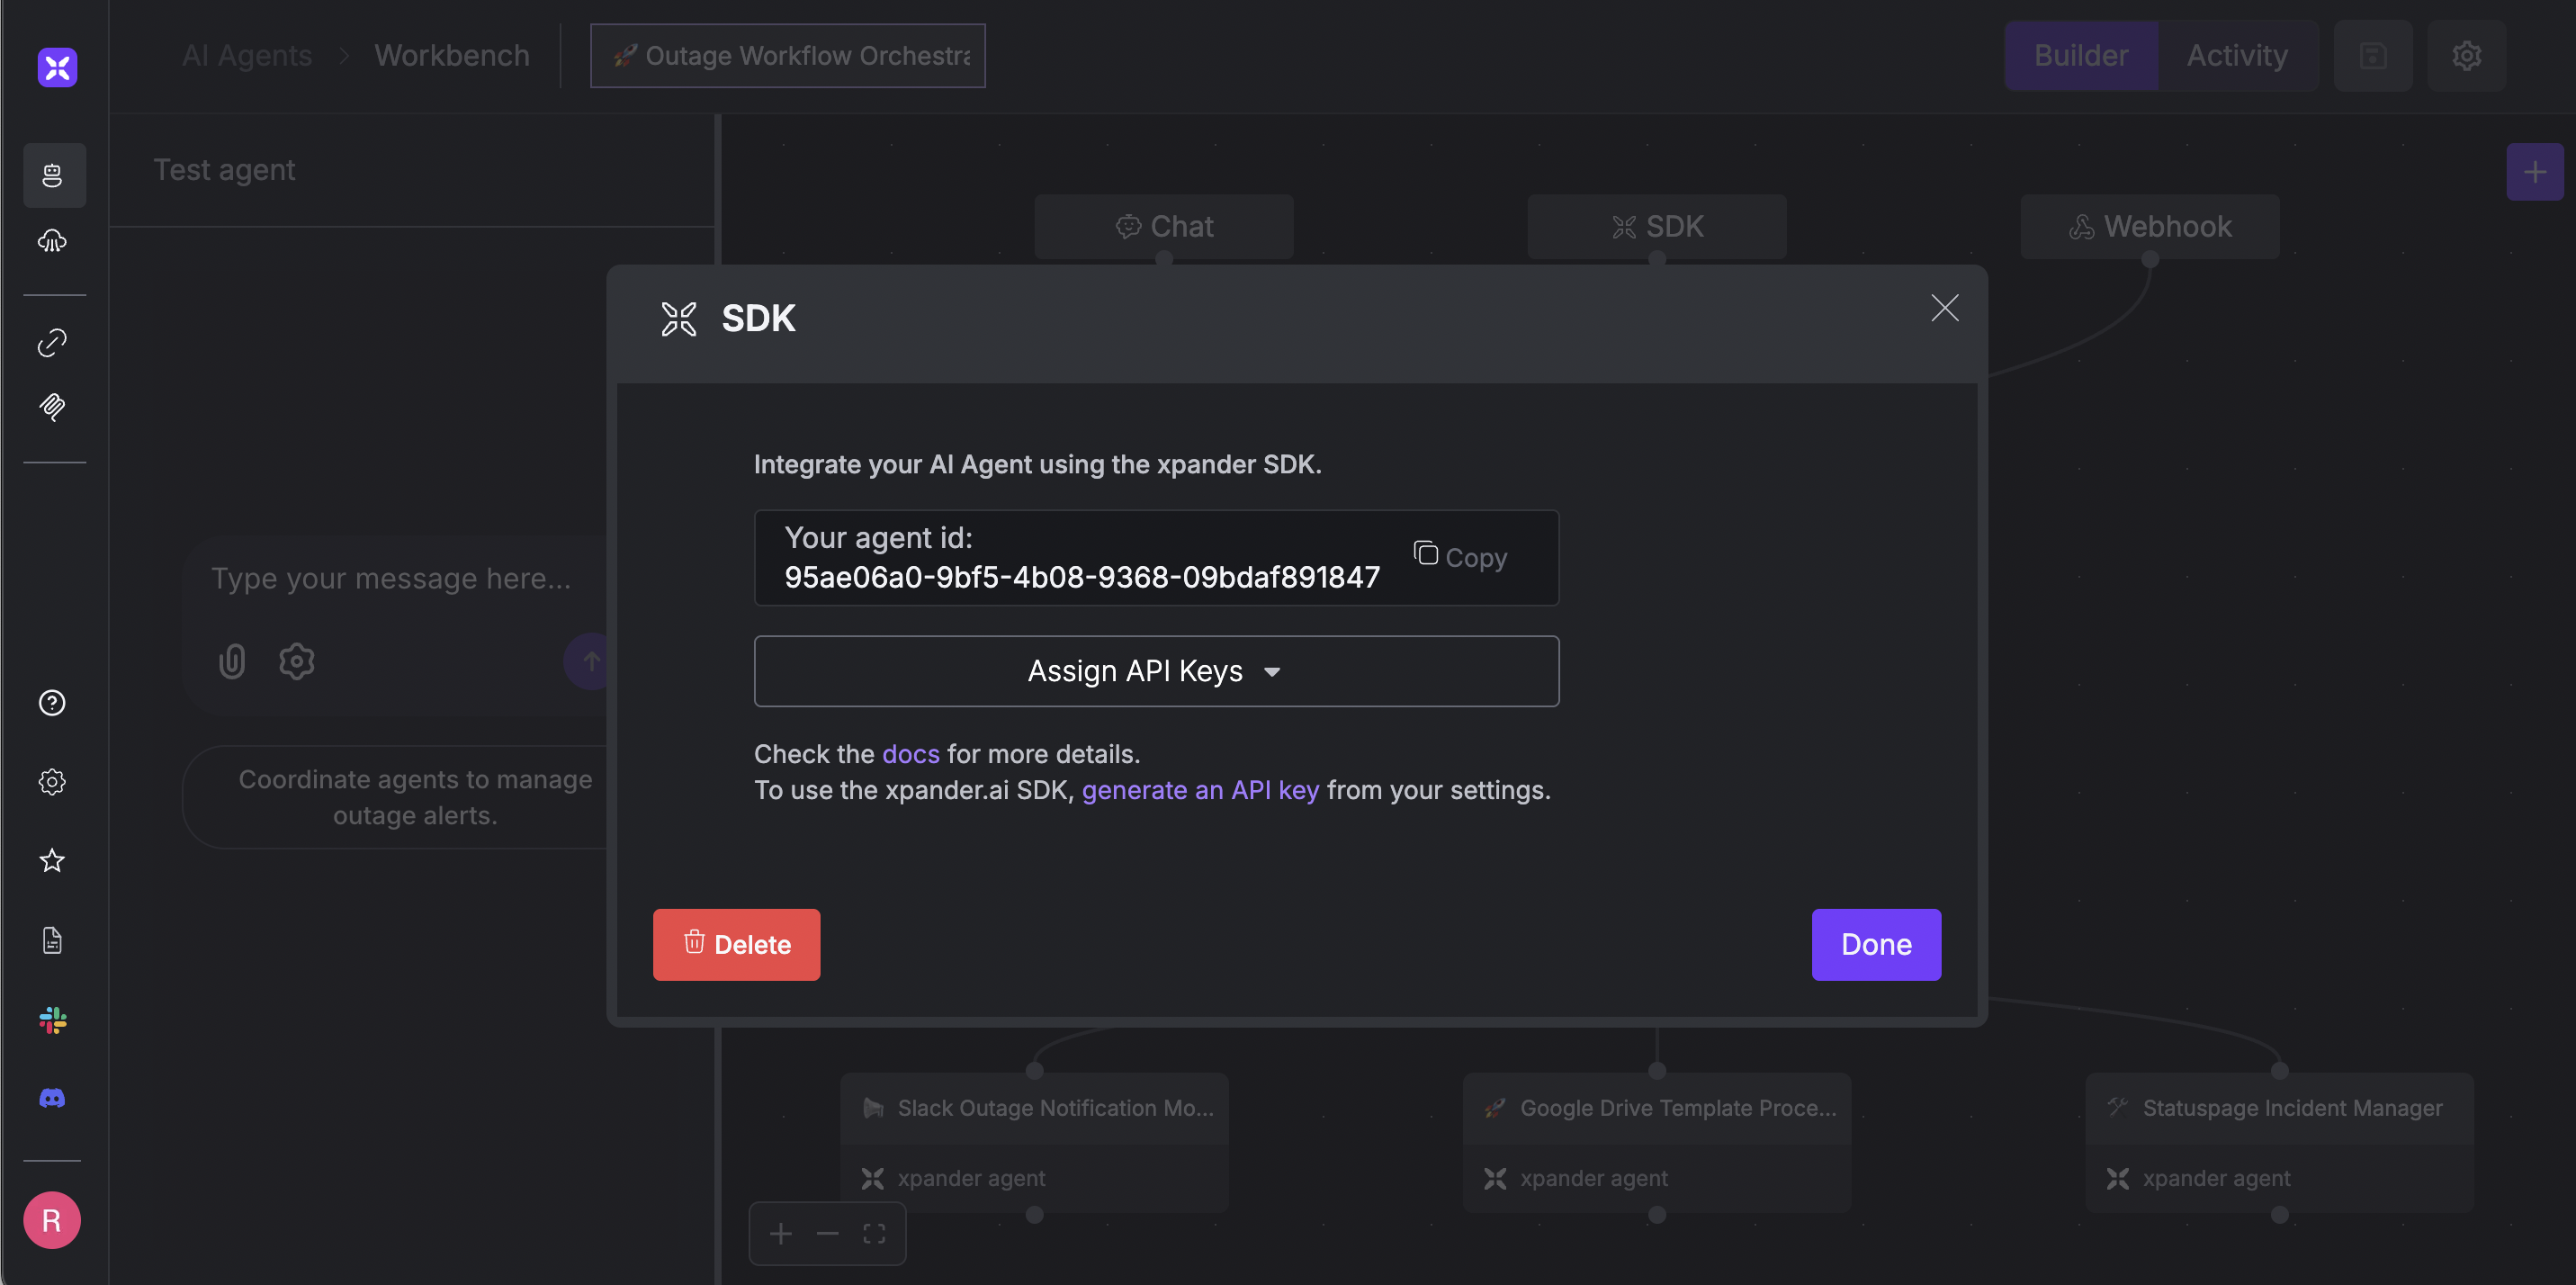 AI Agents > Workbench
🚀 Outage Workflow Orchestra
Builder
Activity
Test agent
Chat
SDK
Webhook
SDK
Integrate your AI Agent using the xpander SDK.
Your agent id:
95ae06a0-9bf5-4b08-9368-09bdaf891847
Copy
Assign API Keys
Check the docs for more details.
To use the xpander.ai SDK, generate an API key from your settings.
Delete
Done
Type your message here...
Coordinate agents to manage
outage alerts.
Slack Outage Notification Mo...
xpander agent
Google Drive Template Proce...
xpander agent
Statuspage Incident Manager
xpander agent
R